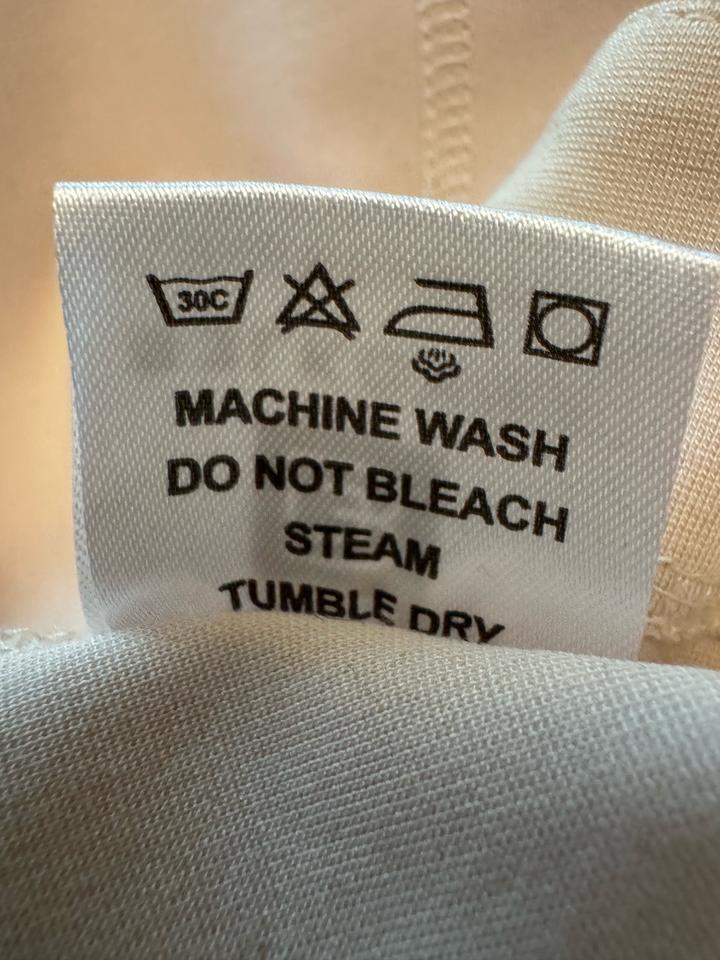 30C
MACHINE WASH
DO NOT BLEACH
STEAM
TUMBLE DRY